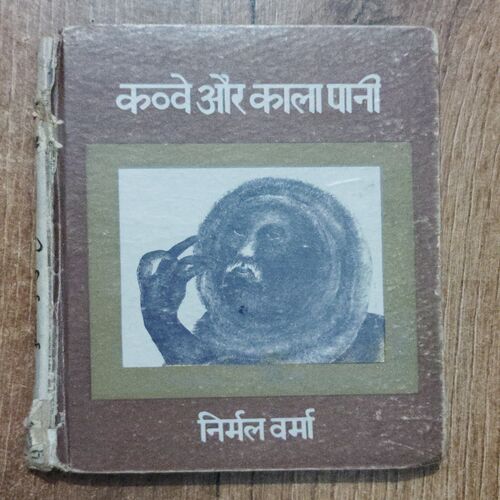 कव्वे और काला पानी
निर्मल वर्मा